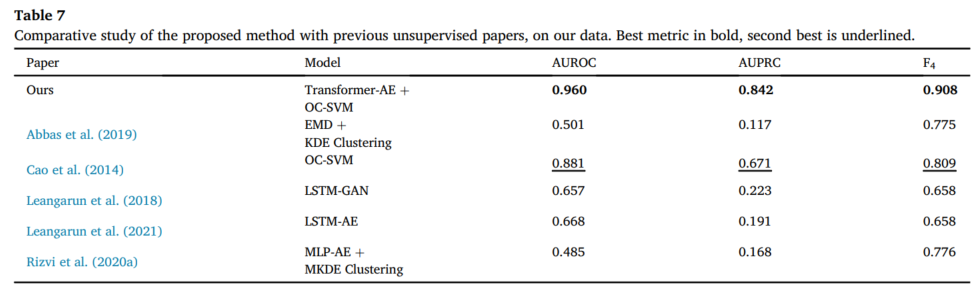 Table 7
Comparative study of the proposed method with previous unsupervised papers, on our data. Best metric in bold, second best is underlined.
Paper Model AUROC AUPRC F4
Ours Transformer-AE + 0.960 0.842 0.908
OC-SVM
Abbas et al. (2019) EMD + 0.501 0.117 0.775
KDE Clustering
Cao et al. (2014) OC-SVM 0.881 0.671 0.809
Leangarun et al. (2018) LSTM-GAN 0.657 0.223 0.658
Leangarun et al. (2021) LSTM-AE 0.668 0.191 0.658
Rizvi et al. (2020a) MLP-AE + 0.485 0.168 0.776
MKDE Clustering